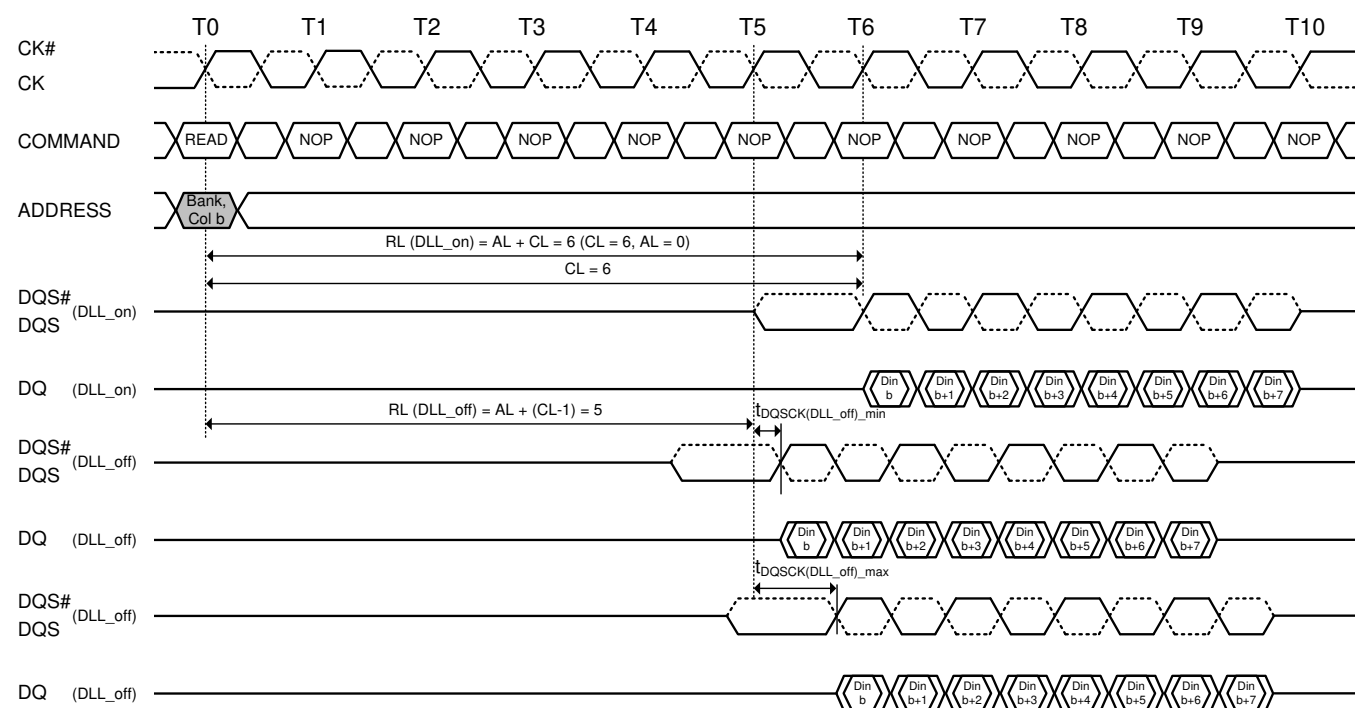 T0 T1 T2 T3 T4 T5 T6 T7 T8 T9 T10
CK#
CK
COMMAND READ NOP NOP NOP NOP NOP NOP NOP NOP NOP NOP
ADDRESS Bank,
Col b
RL (DLL_on) = AL + CL = 6 (CL = 6, AL = 0)
CL = 6
DQS#
(DLL_on)
DQS
DQ (DLL_on) Din Din Din Din Din Din Din Din
b b+1 b+2 b+3 b+4 b+5 b+6 b+7
RL (DLL_off) = AL + (CL-1) = 5
tDQSCK(DLL_off)_min
DQS#
(DLL_off)
DQS
DQ (DLL_off) Din Din Din Din Din Din Din Din
b b+1 b+2 b+3 b+4 b+5 b+6 b+7
tDQSCK(DLL_off)_max
DQS#
(DLL_off)
DQS
DQ (DLL_off) Din Din Din Din Din Din Din Din
b b+1 b+2 b+3 b+4 b+5 b+6 b+7